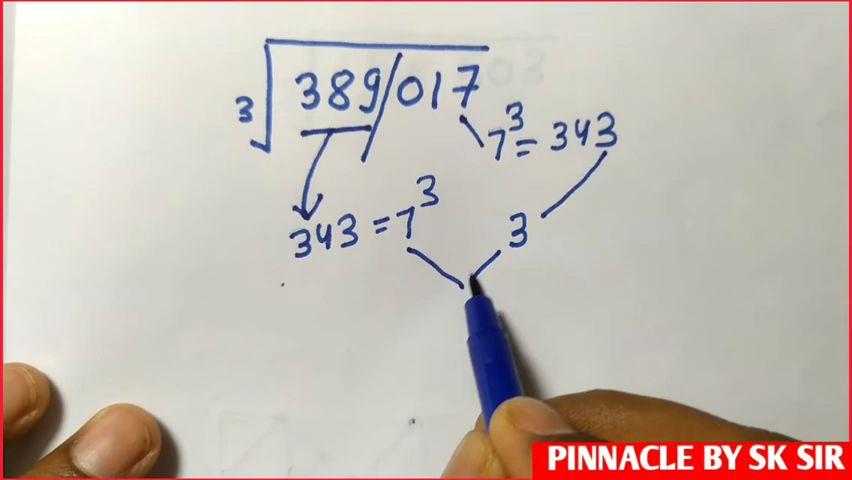 3√389/017
7³ = 343
343 = 7³
3
PINNACLE BY SK SIR